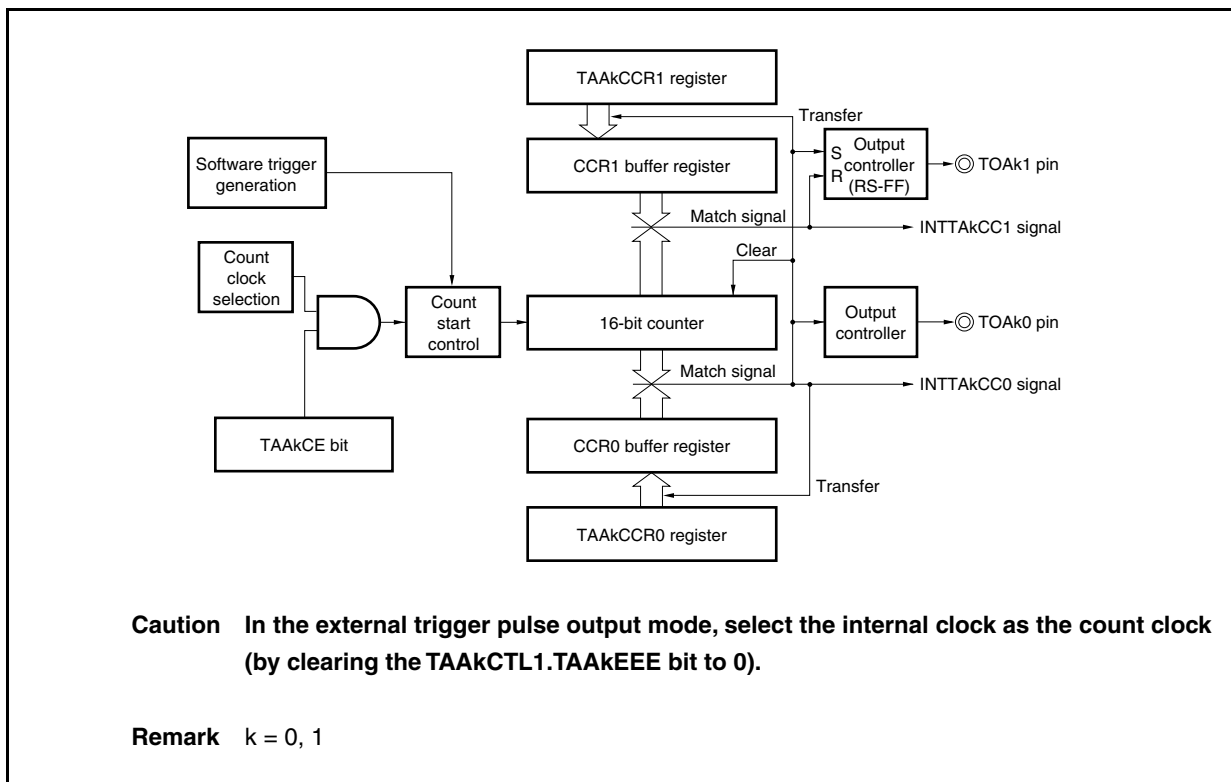 TAAkCCR1 register
Transfer
Software trigger
generation
CCR1 buffer register
S
R
Output
controller
(RS-FF)
TOAk1 pin
Match signal
INTTAkCC1 signal
Count
clock
selection
Clear
Count
start
control
16-bit counter
Output
controller
TOAk0 pin
Match signal
INTTAkCC0 signal
TAAkCE bit
CCR0 buffer register
Transfer
TAAkCCR0 register
Caution In the external trigger pulse output mode, select the internal clock as the count clock
(by clearing the TAAkCTL1.TAAkEEE bit to 0).
Remark k = 0, 1